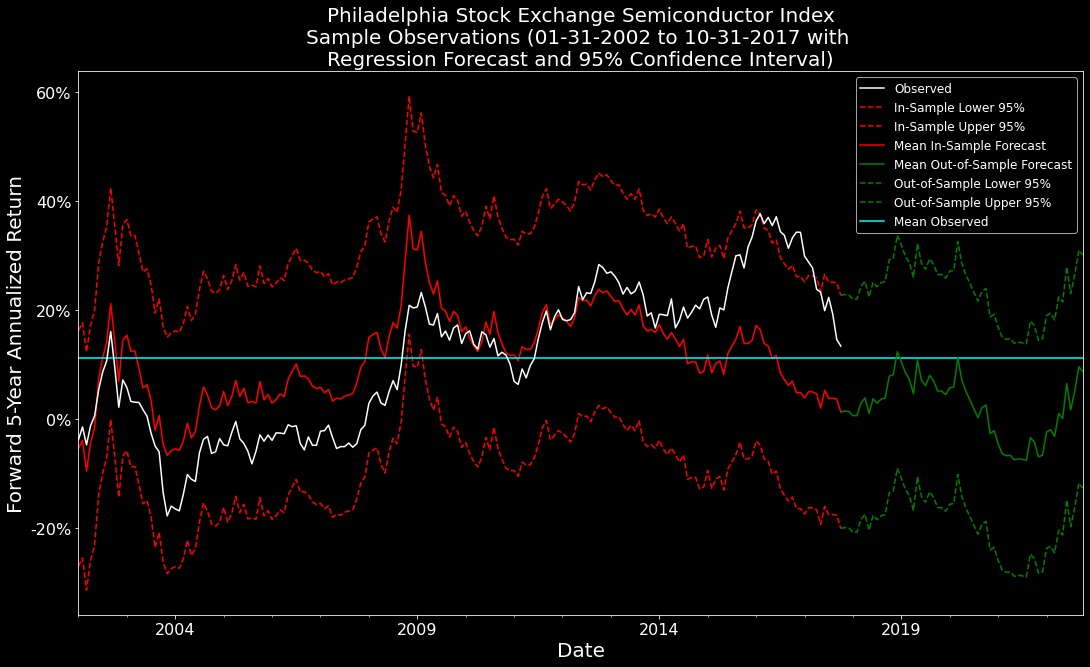 Philadelphia Stock Exchange Semiconductor Index
Sample Observations (01-31-2002 to 10-31-2017 with
Regression Forecast and 95% Confidence Interval)
Forward 5-Year Annualized Return
60%
40%
20%
0%
-20%
Observed
In-Sample Lower 95%
In-Sample Upper 95%
Mean In-Sample Forecast
Mean Out-of-Sample Forecast
Out-of-Sample Lower 95%
Out-of-Sample Upper 95%
Mean Observed
2004
2009
2014
2019
Date